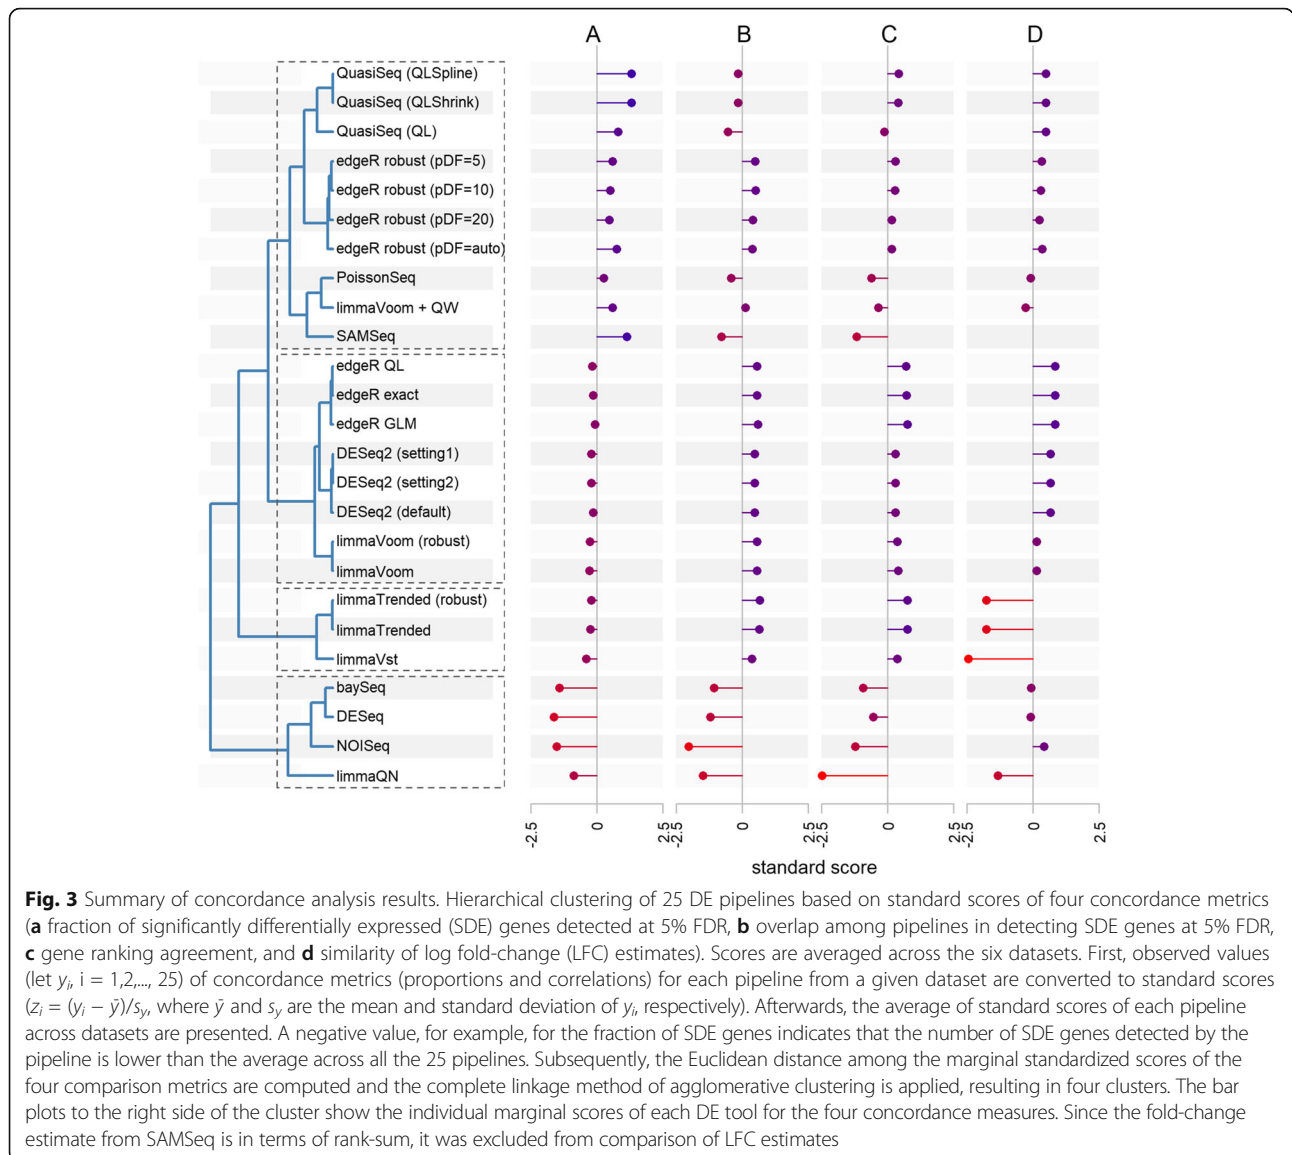 A B C D
QuasiSeq (QLSpline)
QuasiSeq (QLShrink)
QuasiSeq (QL)
edgeR robust (pDF=5)
edgeR robust (pDF=10)
edgeR robust (pDF=20)
edgeR robust (pDF=auto)
PoissonSeq
limmaVoom + QW
SAMSeq
edgeR QL
edgeR exact
edgeR GLM
DESeq2 (setting1)
DESeq2 (setting2)
DESeq2 (default)
limmaVoom (robust)
limmaVoom
limmaTrended (robust)
limmaTrended
limmaVst
baySeq
DESeq
NOISeq
limmaQN
-2.5 0 2.5 -2.5 0 2.5 -2.5 0 2.5 -2.5 0 2.5
standard score
Fig. 3 Summary of concordance analysis results. Hierarchical clustering of 25 DE pipelines based on standard scores of four concordance metrics
(a fraction of significantly differentially expressed (SDE) genes detected at 5% FDR, b overlap among pipelines in detecting SDE genes at 5% FDR,
c gene ranking agreement, and d similarity of log fold-change (LFC) estimates). Scores are averaged across the six datasets. First, observed values
(let yi, i = 1,2,..., 25) of concordance metrics (proportions and correlations) for each pipeline from a given dataset are converted to standard scores
(zi = (yi − ȳ)/sy, where ȳ and sy are the mean and standard deviation of yi, respectively). Afterwards, the average of standard scores of each pipeline
across datasets are presented. A negative value, for example, for the fraction of SDE genes indicates that the number of SDE genes detected by the
pipeline is lower than the average across all the 25 pipelines. Subsequently, the Euclidean distance among the marginal standardized scores of the
four comparison metrics are computed and the complete linkage method of agglomerative clustering is applied, resulting in four clusters. The bar
plots to the right side of the cluster show the individual marginal scores of each DE tool for the four concordance measures. Since the fold-change
estimate from SAMSeq is in terms of rank-sum, it was excluded from comparison of LFC estimates